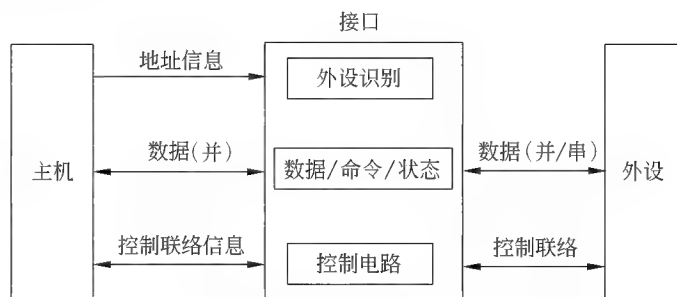 接口
地址信息
外设识别
主机
数据(并)
数据/命令/状态
数据(并/串)
外设
控制联络信息
控制电路
控制联络